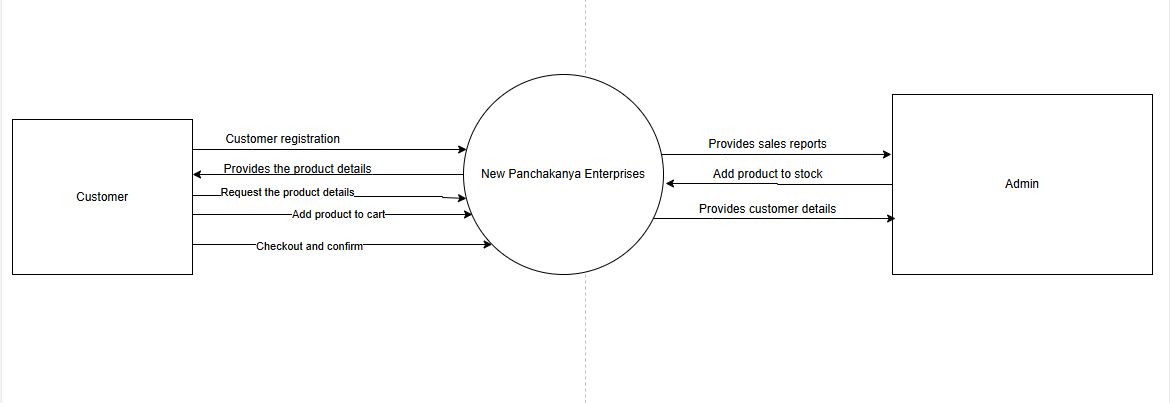 Customer
Customer registration
Provides the product details
Request the product details
Add product to cart
Checkout and confirm
New Panchakanya Enterprises
Provides sales reports
Add product to stock
Provides customer details
Admin